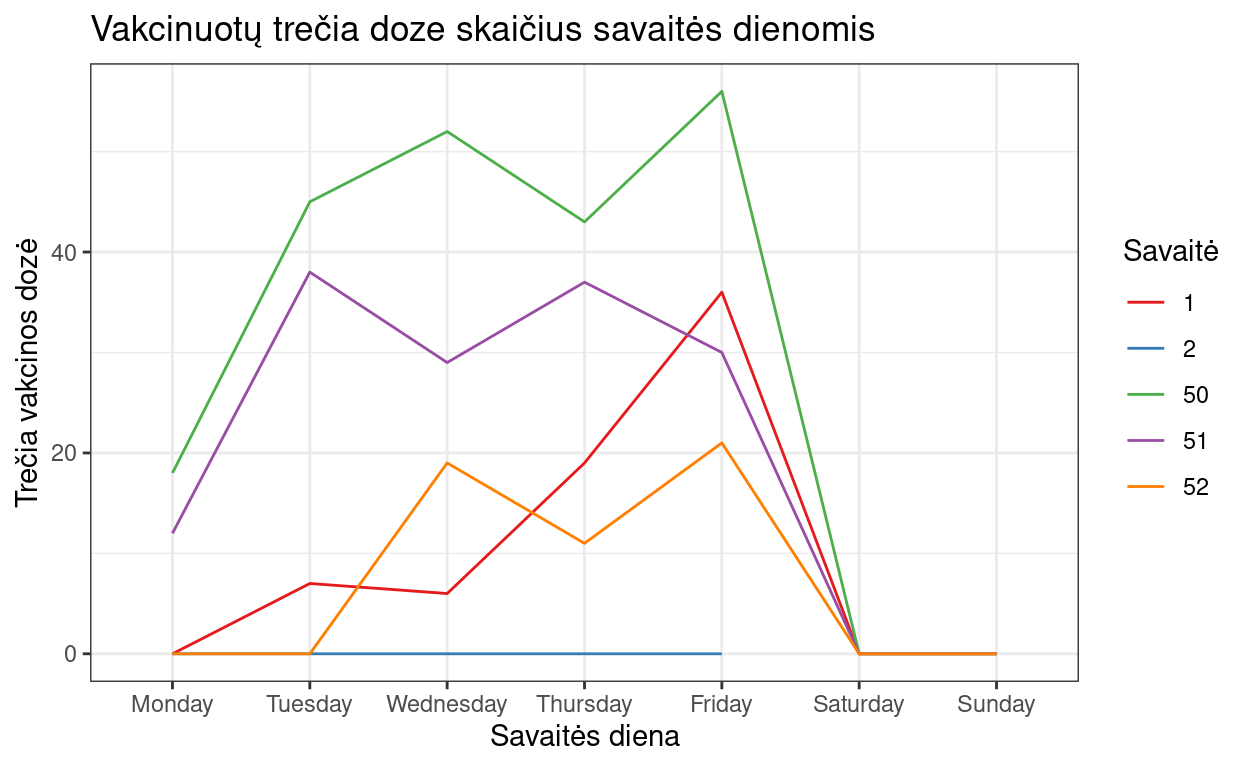 Vakcinuotų trečia doze skaičius savaitės dienomis
Trečia vakcinos dozė
40
20
0
Monday Tuesday Wednesday Thursday Friday Saturday Sunday
Savaitės diena
Savaitė
1
2
50
51
52